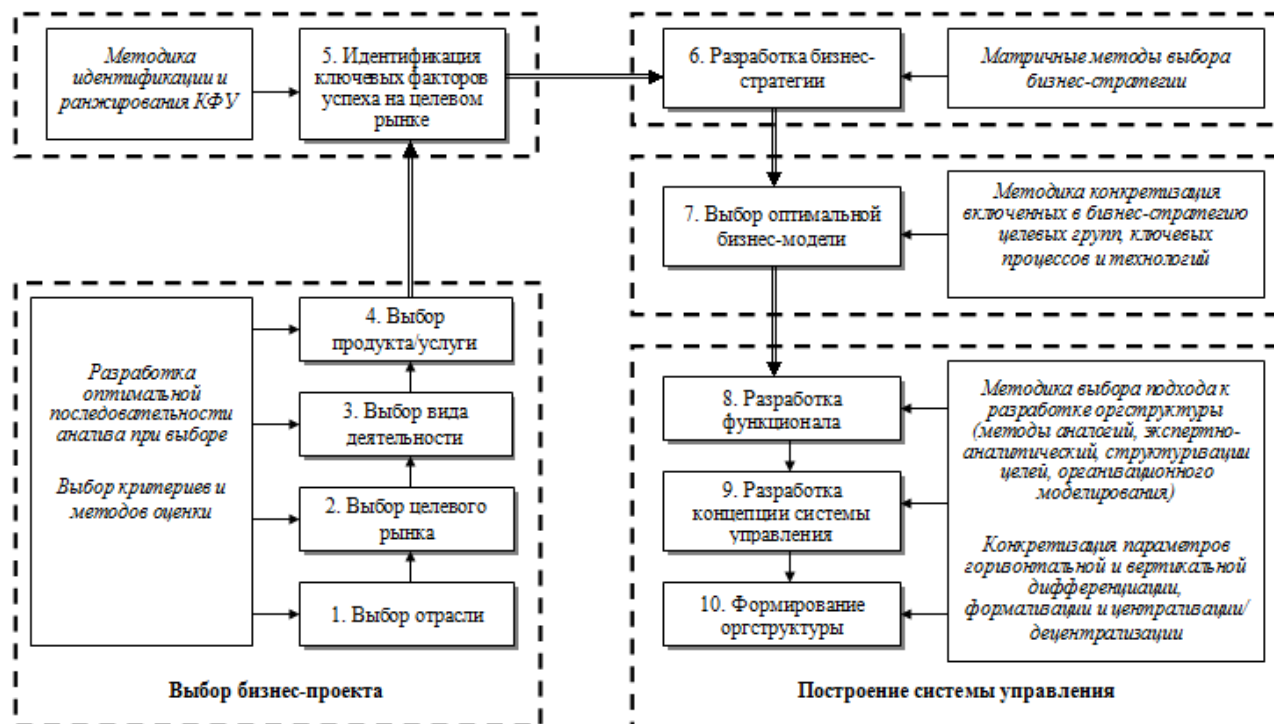 Методика
идентификации и
ранжирования КФУ
5. Идентификация
ключевых факторов
успеха на целевом
рынке
6. Разработка бизнес-
стратегии
Матричные методы выбора
бизнес-стратегии
7. Выбор оптимальной
бизнес-модели
Методика конкретизация
включенных в бизнес-стратегию
целевых групп, ключевых
процессов и технологий
Разработка
оптимальной
последовательности
анализа при выборе
Выбор критериев и
методов оценки
4. Выбор
продукта/услуги
3. Выбор вида
деятельности
2. Выбор целевого
рынка
1. Выбор отрасли
Выбор бизнес-проекта
8. Разработка
функционала
9. Разработка
концепции системы
управления
10. Формирование
оргструктуры
Методика выбора подхода к
разработке оргструктуры
(методы аналогий, экспертно-
аналитический, структуризации
целей, организационного
моделирования)
Конкретизация параметров
горизонтальной и вертикальной
дифференциации,
формализации и централизации/
децентрализации
Построение системы управления